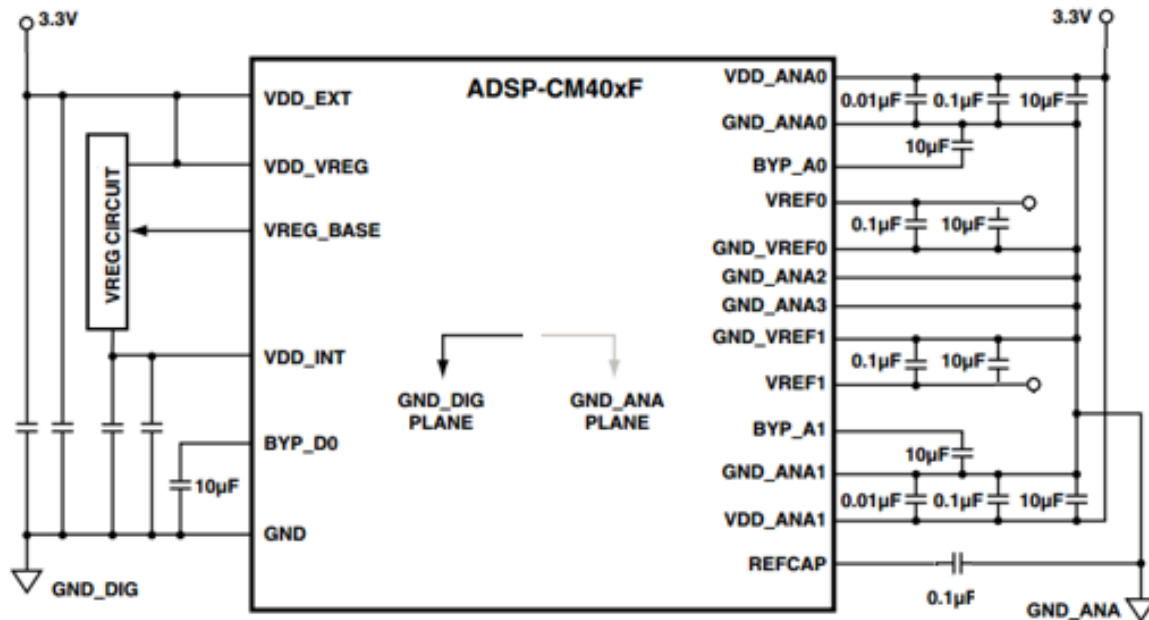 3.3V
3.3V
ADSP-CM40xF
VDD_EXT
VDD_VREG
VREG_BASE
VREG CIRCUIT
VDD_INT
BYP_D0
10µF
GND
GND_DIG
GND_DIG
PLANE
GND_ANA
PLANE
VDD_ANA0
0.01µF 0.1µF 10µF
GND_ANA0
10µF
BYP_A0
VREF0
0.1µF 10µF
GND_VREF0
GND_ANA2
GND_ANA3
GND_VREF1
0.1µF 10µF
VREF1
BYP_A1
10µF
GND_ANA1
0.01µF 0.1µF 10µF
VDD_ANA1
REFCAP
0.1µF
GND_ANA